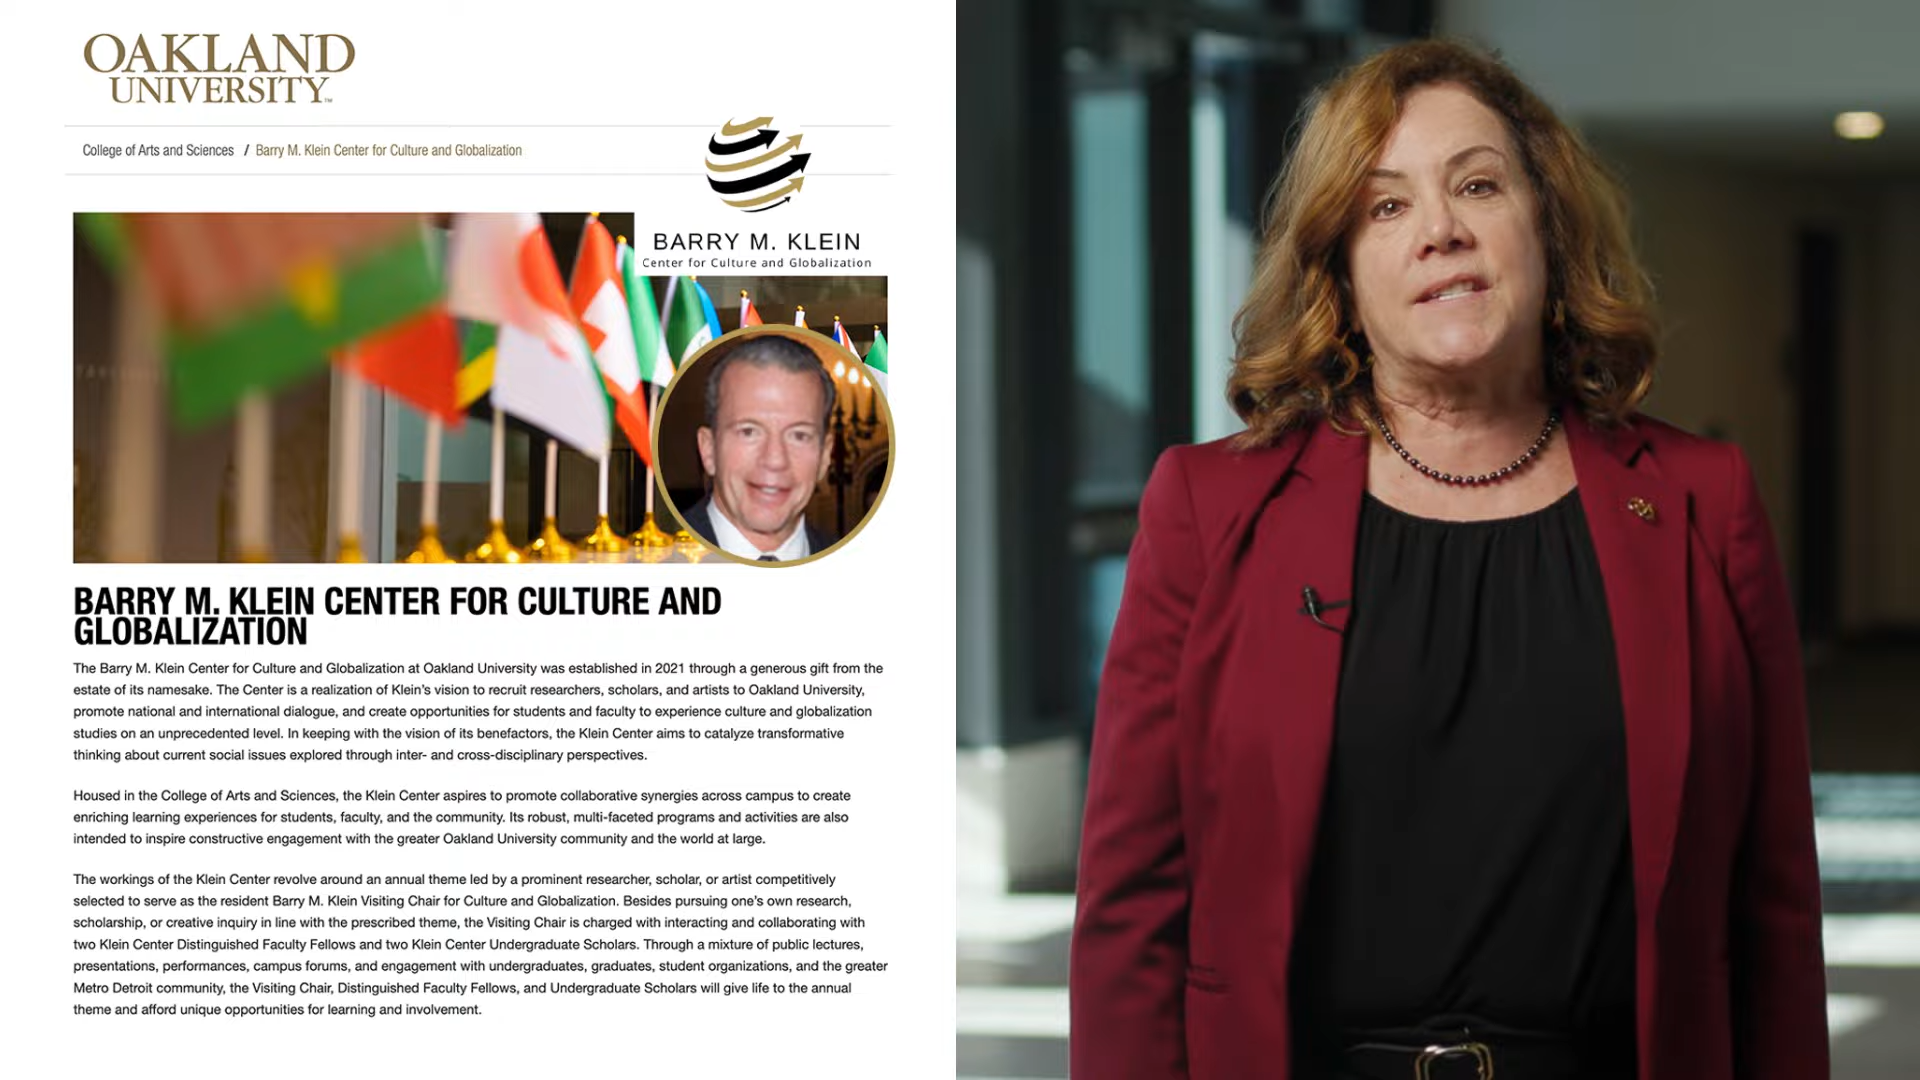 OAKLAND
UNIVERSITY™
College of Arts and Sciences / Barry M. Klein Center for Culture and Globalization
BARRY M. KLEIN
Center for Culture and Globalization
BARRY M. KLEIN CENTER FOR CULTURE AND
GLOBALIZATION
The Barry M. Klein Center for Culture and Globalization at Oakland University was established in 2021 through a generous gift from the
estate of its namesake. The Center is a realization of Klein's vision to recruit researchers, scholars, and artists to Oakland University,
promote national and international dialogue, and create opportunities for students and faculty to experience culture and globalization
studies on an unprecedented level. In keeping with the vision of its benefactors, the Klein Center aims to catalyze transformative
thinking about current social issues explored through inter- and cross-disciplinary perspectives.
Housed in the College of Arts and Sciences, the Klein Center aspires to promote collaborative synergies across campus to create
enriching learning experiences for students, faculty, and the community. Its robust, multi-faceted programs and activities are also
intended to inspire constructive engagement with the greater Oakland University community and the world at large.
The workings of the Klein Center revolve around an annual theme led by a prominent researcher, scholar, or artist competitively
selected to serve as the resident Barry M. Klein Visiting Chair for Culture and Globalization. Besides pursuing one's own research,
scholarship, or creative inquiry in line with the prescribed theme, the Visiting Chair is charged with interacting and collaborating with
two Klein Center Distinguished Faculty Fellows and two Klein Center Undergraduate Scholars. Through a mixture of public lectures,
presentations, performances, campus forums, and engagement with undergraduates, graduates, student organizations, and the greater
Metro Detroit community, the Visiting Chair, Distinguished Faculty Fellows, and Undergraduate Scholars will give life to the annual
theme and afford unique opportunities for learning and involvement.